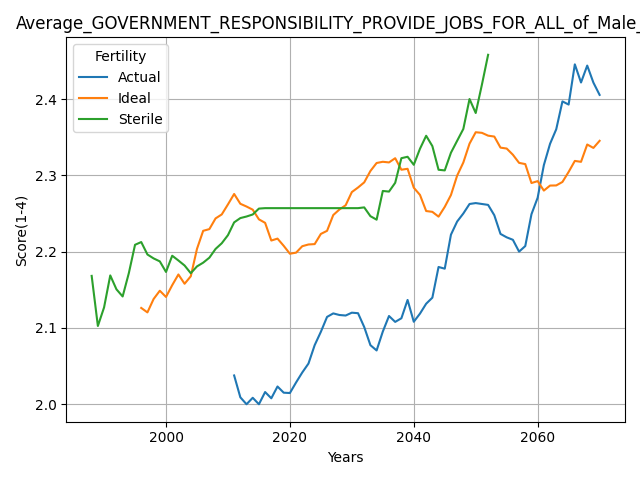 Average_GOVERNMENT_RESPONSIBILITY_PROVIDE_JOBS_FOR_ALL_of_Male_
Fertility
Actual
Ideal
Sterile
2.4
2.3
2.2
2.1
2.0
Score(1-4)
2000 2020 2040 2060
Years